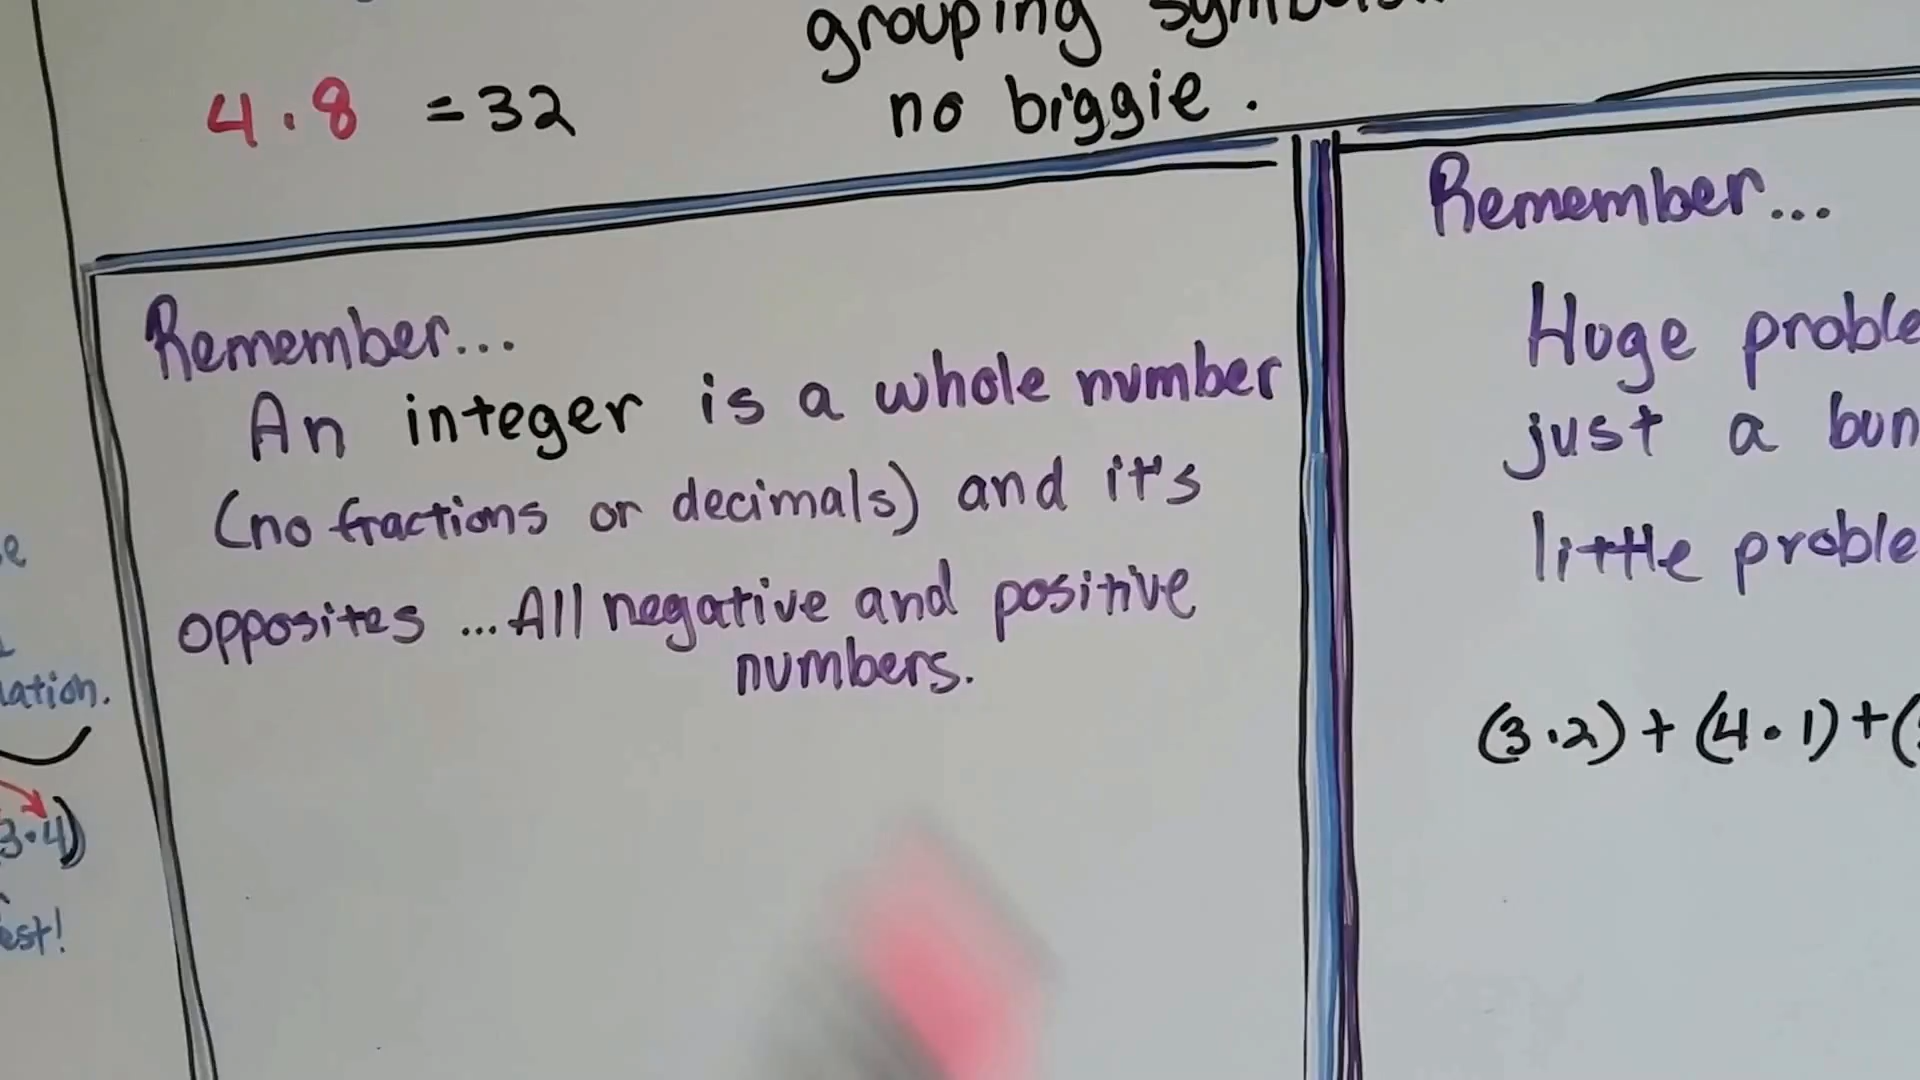 grouping symbols
4.8 = 32
no biggie.
Remember...
An integer is a whole number
(no fractions or decimals) and it's
opposites ... All negative and positive
numbers.
Remember...
Huge proble
just a bun
little proble
(3.2) + (4.1) + (
lation.
3.4)
est!